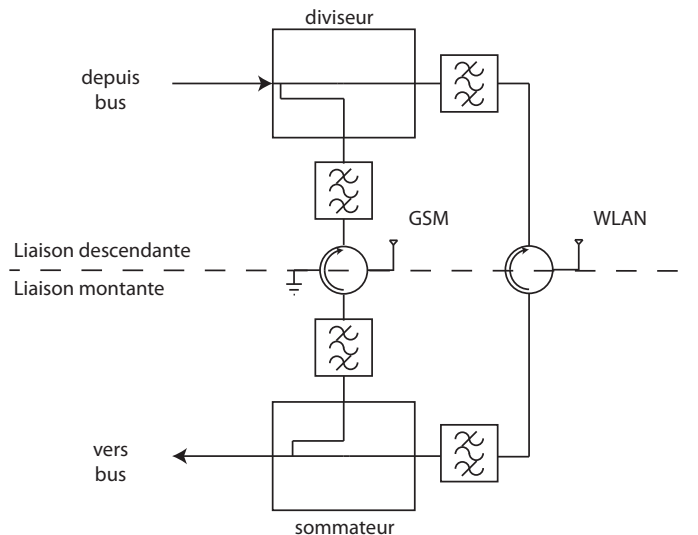 diviseur
depuis
bus
GSM
WLAN
Liaison descendante
Liaison montante
vers
bus
sommateur